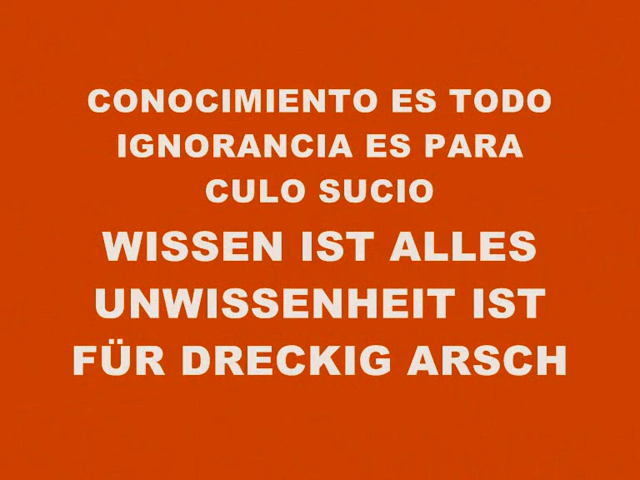 CONOCIMIENTO ES TODO
IGNORANCIA ES PARA
CULO SUCIO
WISSEN IST ALLES
UNWISSENHEIT IST
FÜR DRECKIG ARSCH